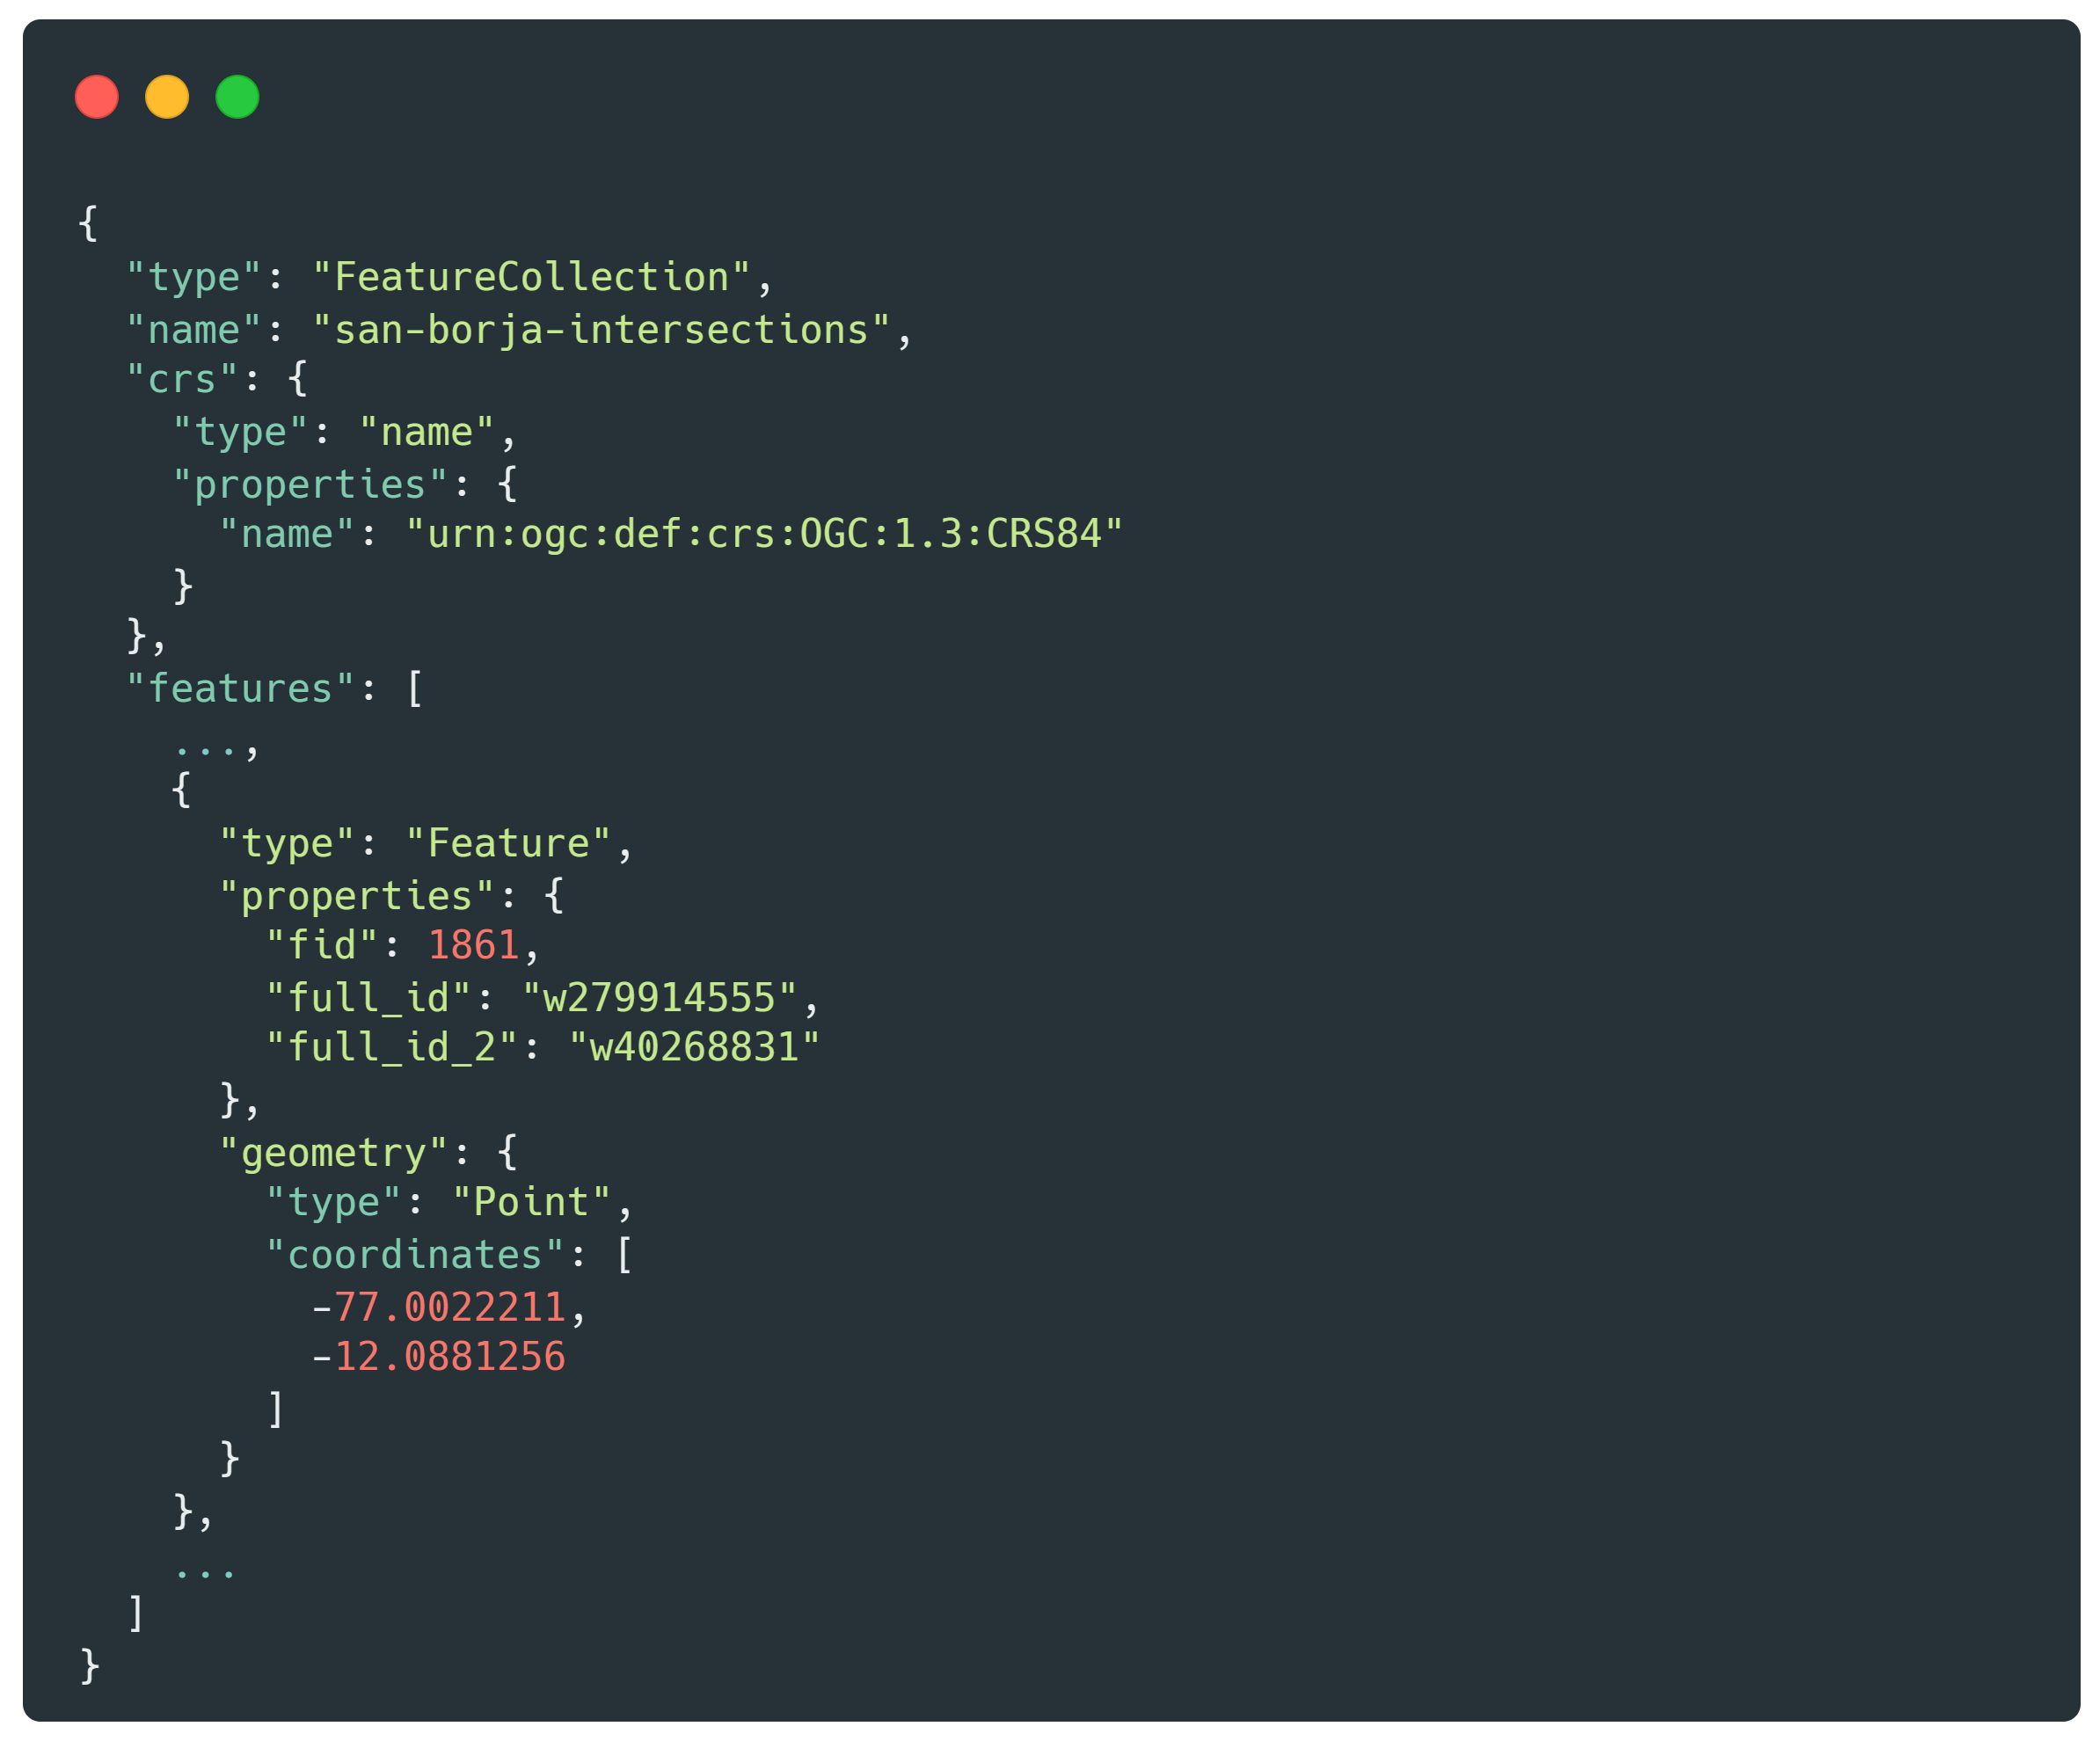 {
  "type": "FeatureCollection",
  "name": "san-borja-intersections",
  "crs": {
    "type": "name",
    "properties": {
      "name": "urn:ogc:def:crs:OGC:1.3:CRS84"
    }
  },
  "features": [
    ...,
    {
      "type": "Feature",
      "properties": {
        "fid": 1861,
        "full_id": "w279914555",
        "full_id_2": "w40268831"
      },
      "geometry": {
        "type": "Point",
        "coordinates": [
          -77.0022211,
          -12.0881256
        ]
      }
    },
    ...
  ]
}